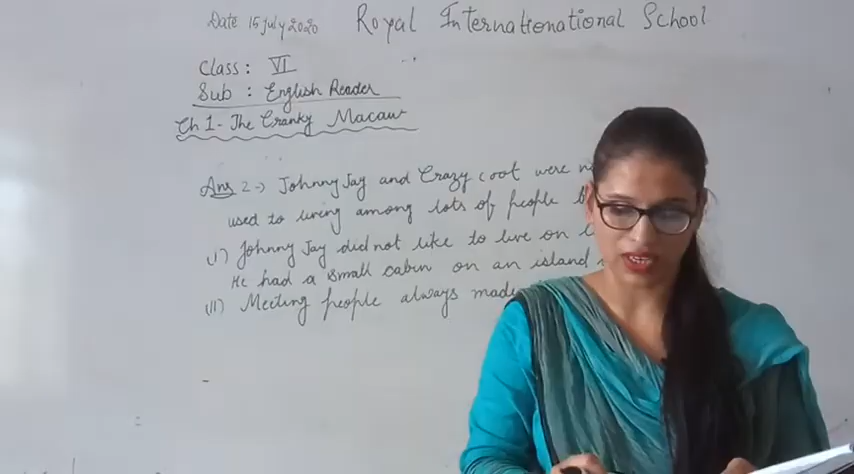 Date 15 July 2020 Royal International School
Class: VI
Sub : English Reader
Ch 1 - The Cranky Macaw
Ans 2 -> Johnny Jay and Crazy coot were
used to living among lots of people
(I) Johnny Jay did not like to live on
He had a small cabin on an island
(II) Meeting people always made